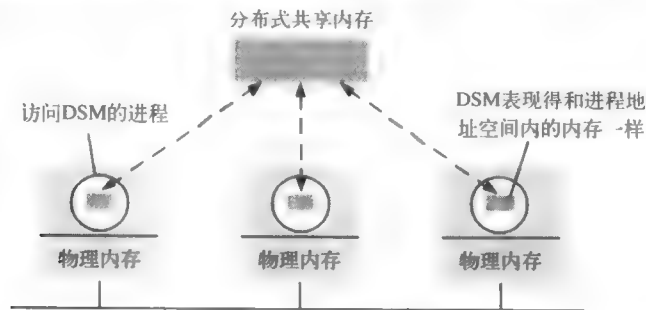 分布式共享内存
访问DSM的进程
DSM表现得和进程地
址空间内的内存一样
物理内存
物理内存
物理内存